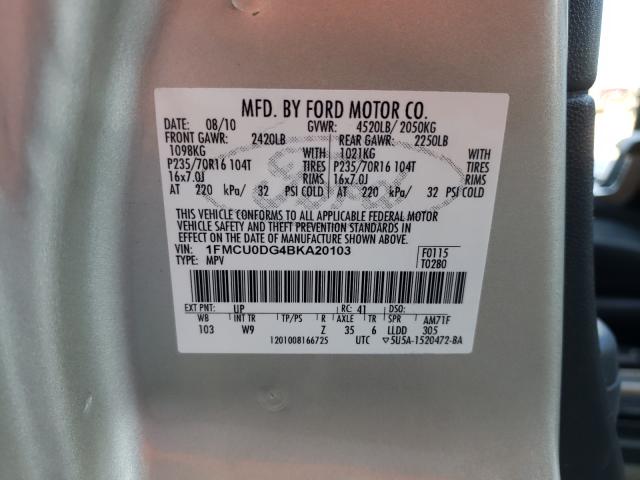 MFD. BY FORD MOTOR CO.
DATE: 08/10 GVWR: 4520LB/ 2050KG
FRONT GAWR: 2420LB REAR GAWR: 2250LB
1098KG WITH 1021KG WITH
P235/70R16 104T TIRES P235/70R16 104T TIRES
16x7.0J RIMS 16x7.0J RIMS
AT 220 kPa/ 32 PSI COLD AT 220 kPa/ 32 PSI COLD
THIS VEHICLE CONFORMS TO ALL APPLICABLE FEDERAL MOTOR
VEHICLE SAFETY AND THEFT PREVENTION STANDARDS IN
EFFECT ON THE DATE OF MANUFACTURE SHOWN ABOVE.
VIN: 1FMCU0DG4BKA20103 F0115
TYPE: MPV T0280
EXT PNT: UP RC: 41 DSO:
WB INT TR TP/PS R AXLE TR SPR AM71F
103 W9 Z 35 6 LLDD 305
1201008166725 UTC ▽5U5A-1520472-BA